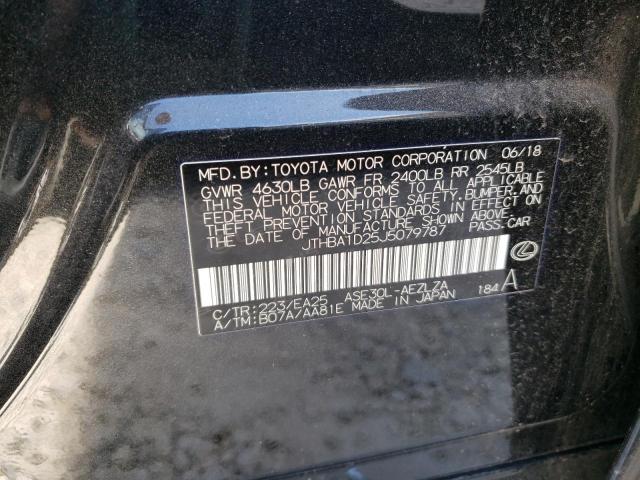 MFD.BY:TOYOTA MOTOR CORPORATION 06/18
GVWR 4630LB GAWR FR 2400LB RR 2545LB
THIS VEHICLE CONFORMS TO ALL APPLICABLE
FEDERAL MOTOR VEHICLE SAFETY,BUMPER,AND
THEFT PREVENTION STANDARDS IN EFFECT ON
THE DATE OF MANUFACTURE SHOWN ABOVE.
JTHBA1D25J5079787 PASS.CAR
C/TR:223/EA25 ASE30L-AEZLZA 184 A
A/TM:B07A/AA81E MADE IN JAPAN